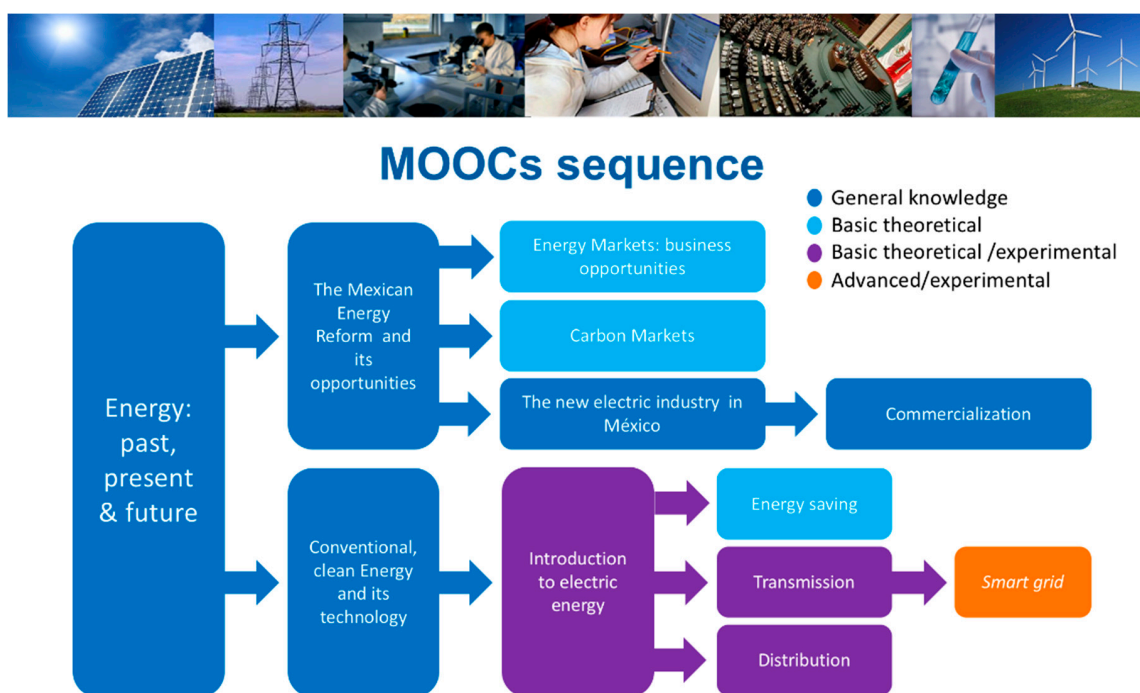 MOOCs sequence
General knowledge
Basic theoretical
Basic theoretical /experimental
Advanced/experimental
Energy:
past,
present
& future
The Mexican
Energy
Reform and
its
opportunities
Energy Markets: business
opportunities
Carbon Markets
The new electric industry in
México
Commercialization
Conventional,
clean Energy
and its
technology
Introduction
to electric
energy
Energy saving
Transmission
Smart grid
Distribution